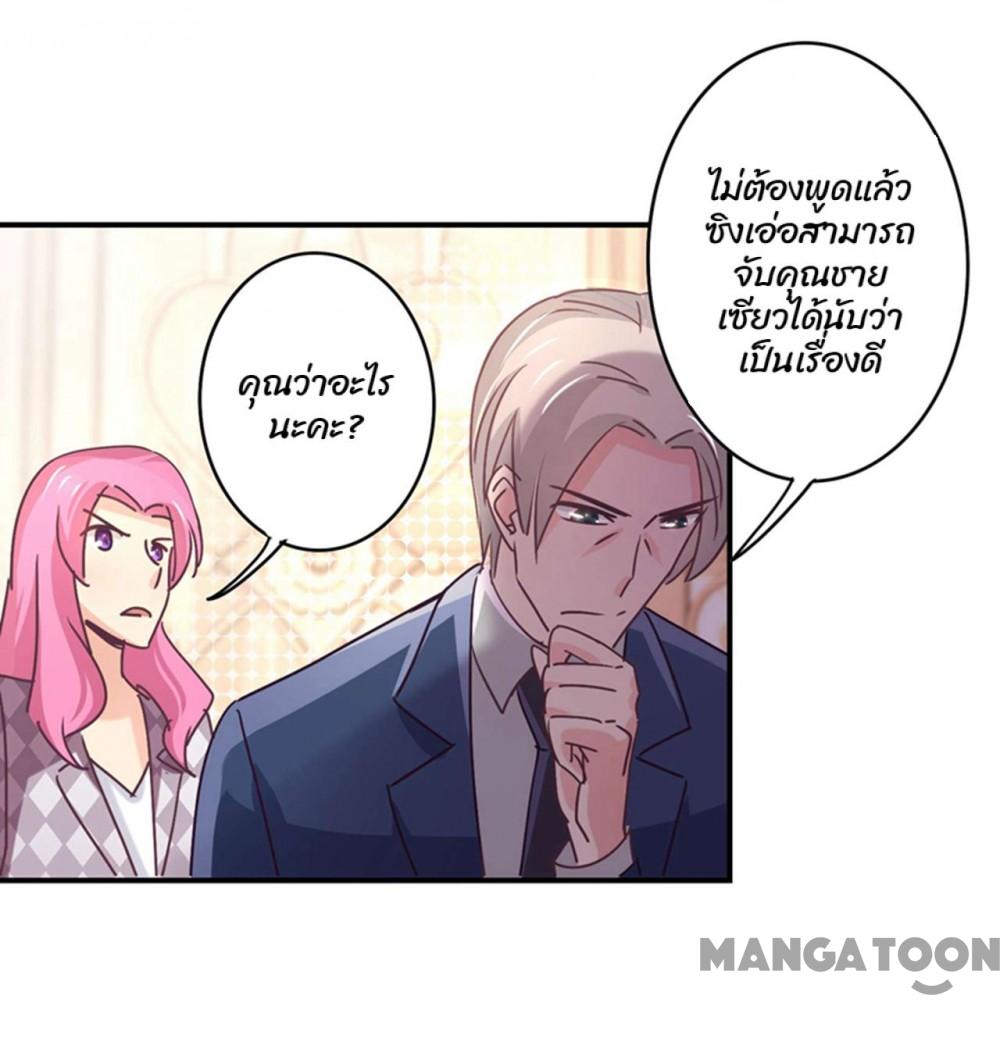 ไม่ต้องพูดแล้ว
ซิงเอ๋อสามารถ
จับคุณชาย
เซียวได้นับว่า
เป็นเรื่องดี
คุณว่าอะไร
นะคะ?
MANGATOON